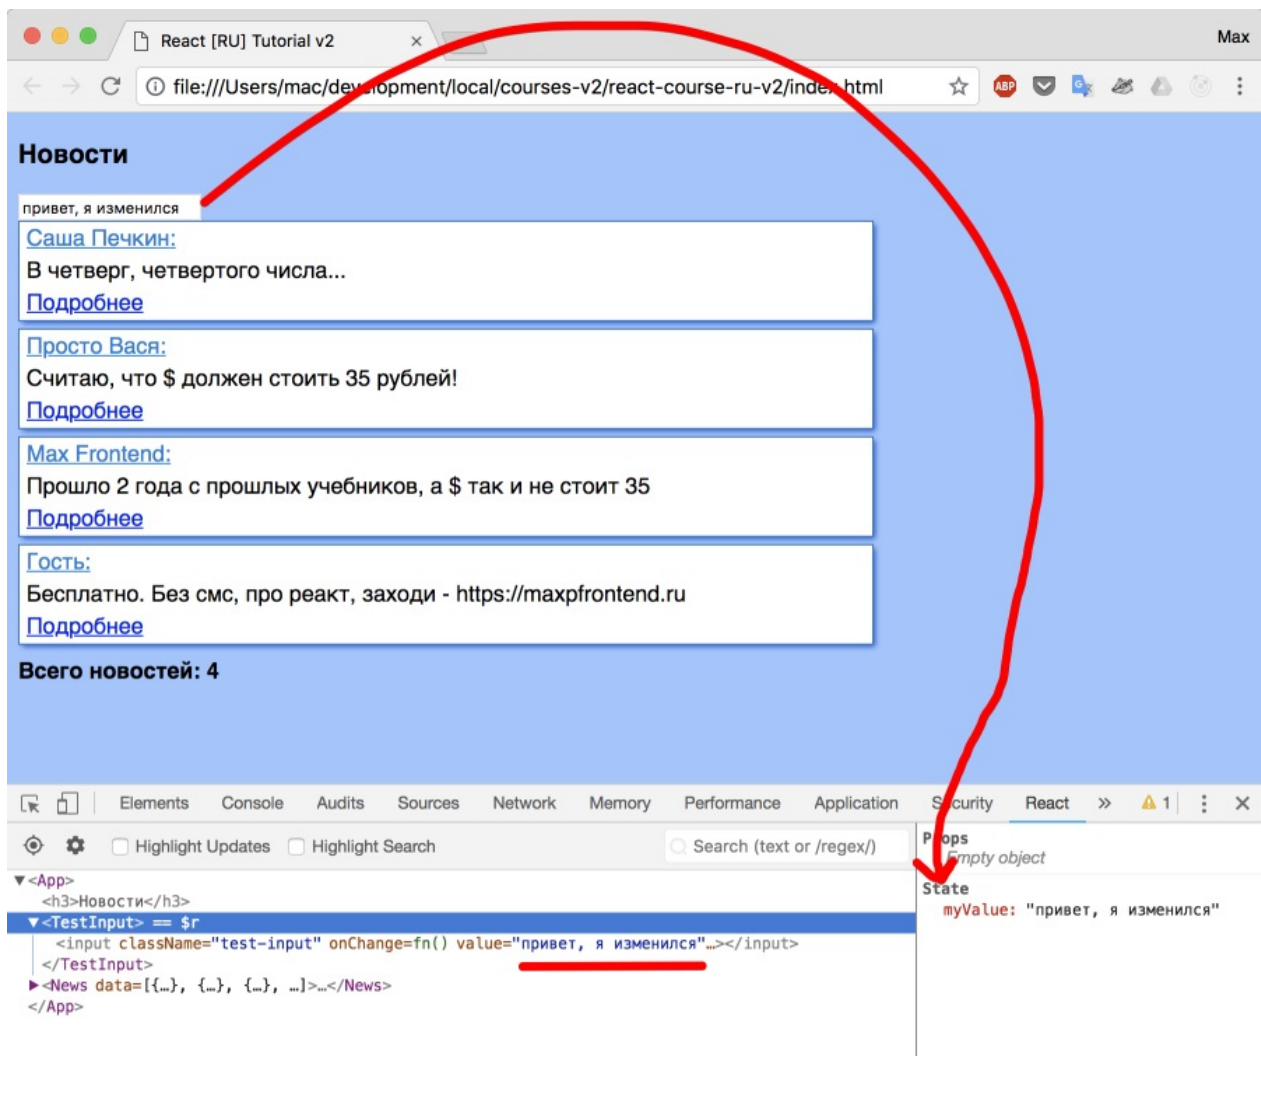 React [RU] Tutorial v2
Max
file:///Users/mac/development/local/courses-v2/react-course-ru-v2/index.html
ABP
Новости
привет, я изменился
Саша Печкин:
В четверг, четвертого числа...
Подробнее
Просто Вася:
Считаю, что $ должен стоить 35 рублей!
Подробнее
Max Frontend:
Прошло 2 года с прошлых учебников, а $ так и не стоит 35
Подробнее
Гость:
Бесплатно. Без смс, про реакт, заходи - https://maxpfrontend.ru
Подробнее
Всего новостей: 4
Elements Console Audits Sources Network Memory Performance Application Security React » 1
Highlight Updates Highlight Search Search (text or /regex/)
Props
Empty object
State
myValue: "привет, я изменился"
▼<App>
<h3>Новости</h3>
▼<TestInput> == $r
<input className="test-input" onChange=fn() value="привет, я изменился"…></input>
</TestInput>
▶<News data=[{…}, {…}, {…}, …]>…</News>
</App>